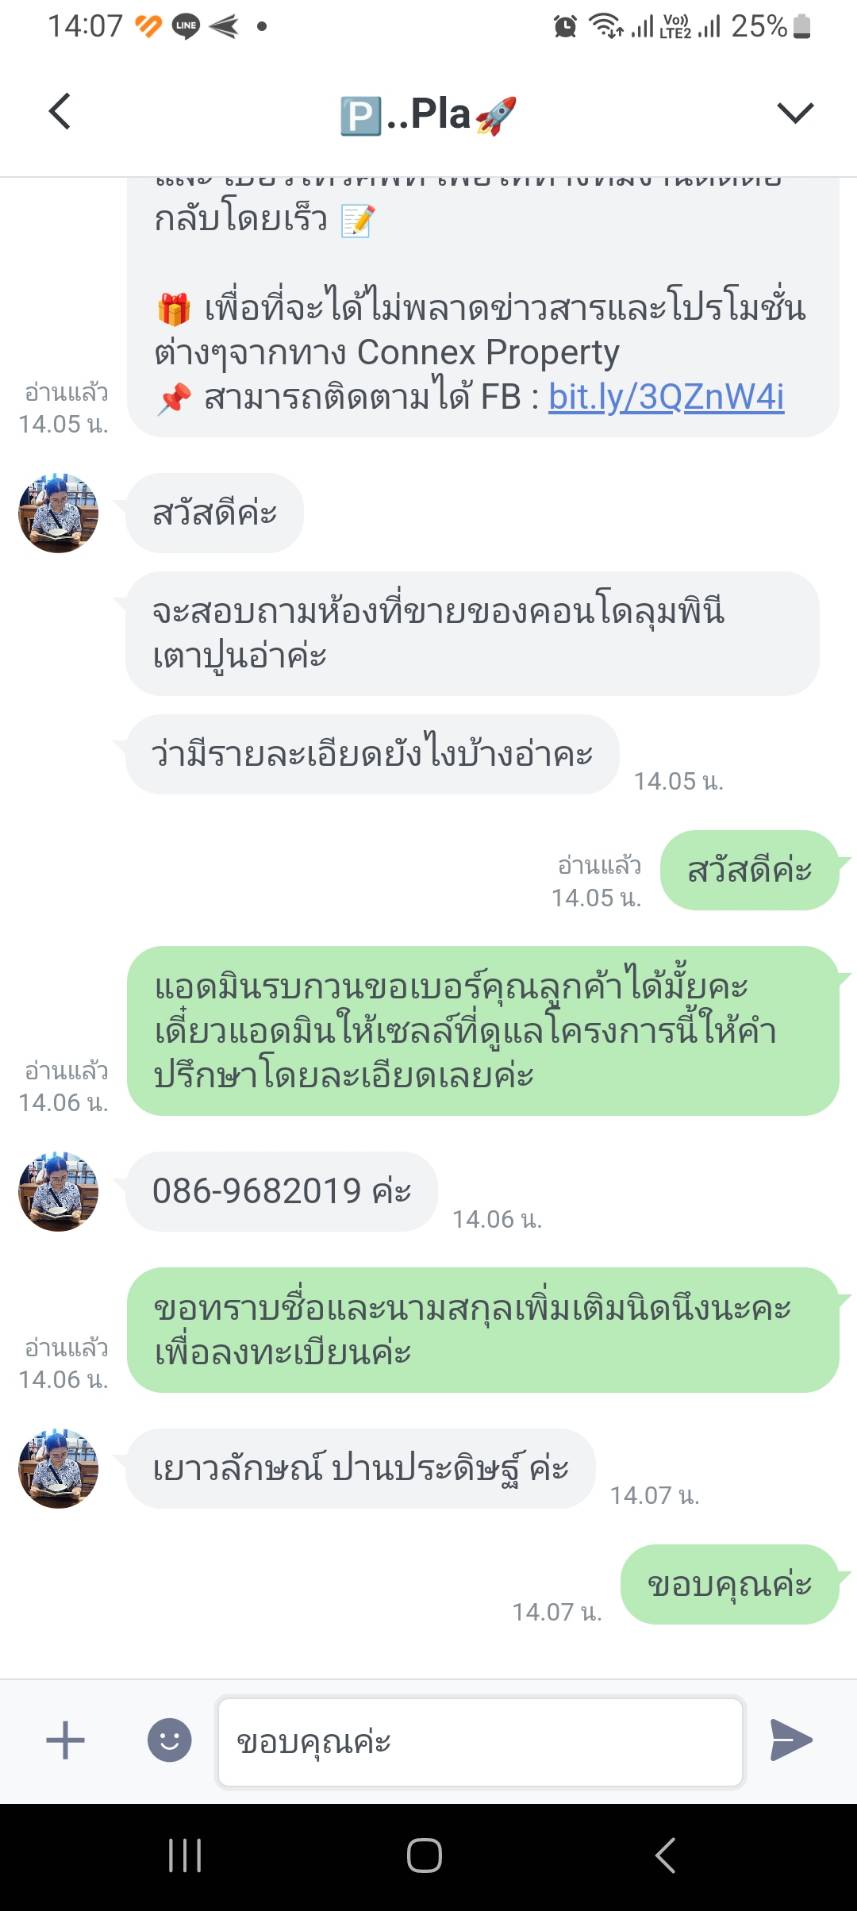 14:07
LINE
Vo)) LTE2
25%
🅿️..Pla🚀
กลับโดยเร็ว 📝
🎁 เพื่อที่จะได้ไม่พลาดข่าวสารและโปรโมชั่น
ต่างๆจากทาง Connex Property
📌 สามารถติดตามได้ FB : bit.ly/3QZnW4i
อ่านแล้ว
14.05 น.
สวัสดีค่ะ
จะสอบถามห้องที่ขายของคอนโดลุมพินี
เตาปูนอ่าค่ะ
ว่ามีรายละเอียดยังไงบ้างอ่าคะ
14.05 น.
อ่านแล้ว
14.05 น.
สวัสดีค่ะ
แอดมินรบกวนขอเบอร์คุณลูกค้าได้มั้ยคะ
เดี๋ยวแอดมินให้เซลล์ที่ดูแลโครงการนี้ให้คำ
ปรึกษาโดยละเอียดเลยค่ะ
อ่านแล้ว
14.06 น.
086-9682019 ค่ะ
14.06 น.
ขอทราบชื่อและนามสกุลเพิ่มเติมนิดนึงนะคะ
เพื่อลงทะเบียนค่ะ
อ่านแล้ว
14.06 น.
เยาวลักษณ์ ปานประดิษฐ์ ค่ะ
14.07 น.
ขอบคุณค่ะ
14.07 น.
ขอบคุณค่ะ